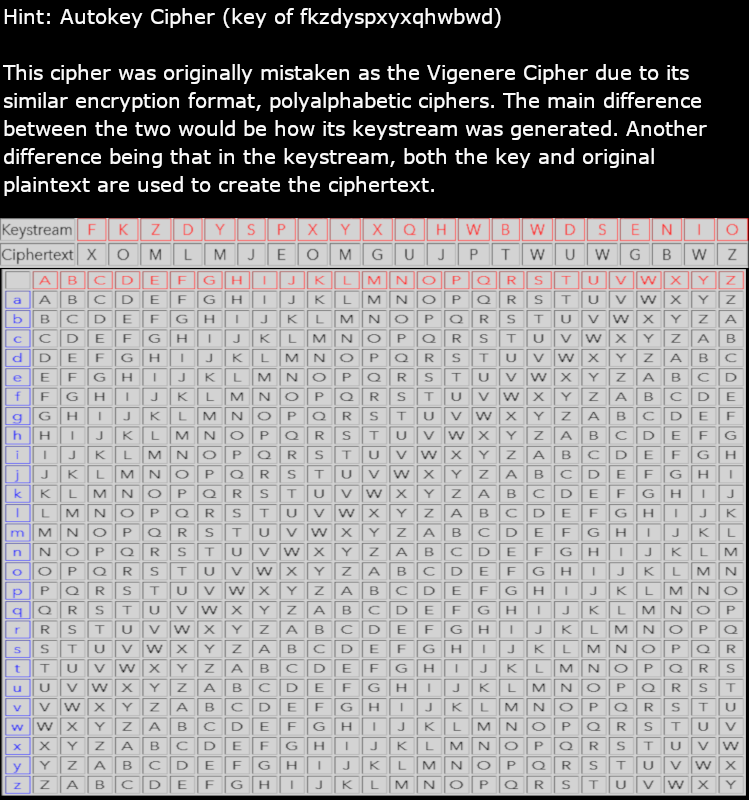 Hint: Autokey Cipher (key of fkzdyspxyxqhwbwd)
This cipher was originally mistaken as the Vigenere Cipher due to its
similar encryption format, polyalphabetic ciphers. The main difference
between the two would be how its keystream was generated. Another
difference being that in the keystream, both the key and original
plaintext are used to create the ciphertext.
Keystream F K Z D Y S P X Y X Q H W B W D S E N I O
Ciphertext X O M L M J E O M G U J P T W U W G B W Z
A B C D E F G H I J K L M N O P Q R S T U V W X Y Z
a A B C D E F G H I J K L M N O P Q R S T U V W X Y Z
b B C D E F G H I J K L M N O P Q R S T U V W X Y Z A
c C D E F G H I J K L M N O P Q R S T U V W X Y Z A B
d D E F G H I J K L M N O P Q R S T U V W X Y Z A B C
e E F G H I J K L M N O P Q R S T U V W X Y Z A B C D
f F G H I J K L M N O P Q R S T U V W X Y Z A B C D E
g G H I J K L M N O P Q R S T U V W X Y Z A B C D E F
h H I J K L M N O P Q R S T U V W X Y Z A B C D E F G
i I J K L M N O P Q R S T U V W X Y Z A B C D E F G H
j J K L M N O P Q R S T U V W X Y Z A B C D E F G H I
k K L M N O P Q R S T U V W X Y Z A B C D E F G H I J
l L M N O P Q R S T U V W X Y Z A B C D E F G H I J K
m M N O P Q R S T U V W X Y Z A B C D E F G H I J K L
n N O P Q R S T U V W X Y Z A B C D E F G H I J K L M
o O P Q R S T U V W X Y Z A B C D E F G H I J K L M N
p P Q R S T U V W X Y Z A B C D E F G H I J K L M N O
q Q R S T U V W X Y Z A B C D E F G H I J K L M N O P
r R S T U V W X Y Z A B C D E F G H I J K L M N O P Q
s S T U V W X Y Z A B C D E F G H I J K L M N O P Q R
t T U V W X Y Z A B C D E F G H I J K L M N O P Q R S
u U V W X Y Z A B C D E F G H I J K L M N O P Q R S T
v V W X Y Z A B C D E F G H I J K L M N O P Q R S T U
w W X Y Z A B C D E F G H I J K L M N O P Q R S T U V
x X Y Z A B C D E F G H I J K L M N O P Q R S T U V W
y Y Z A B C D E F G H I J K L M N O P Q R S T U V W X
z Z A B C D E F G H I J K L M N O P Q R S T U V W X Y